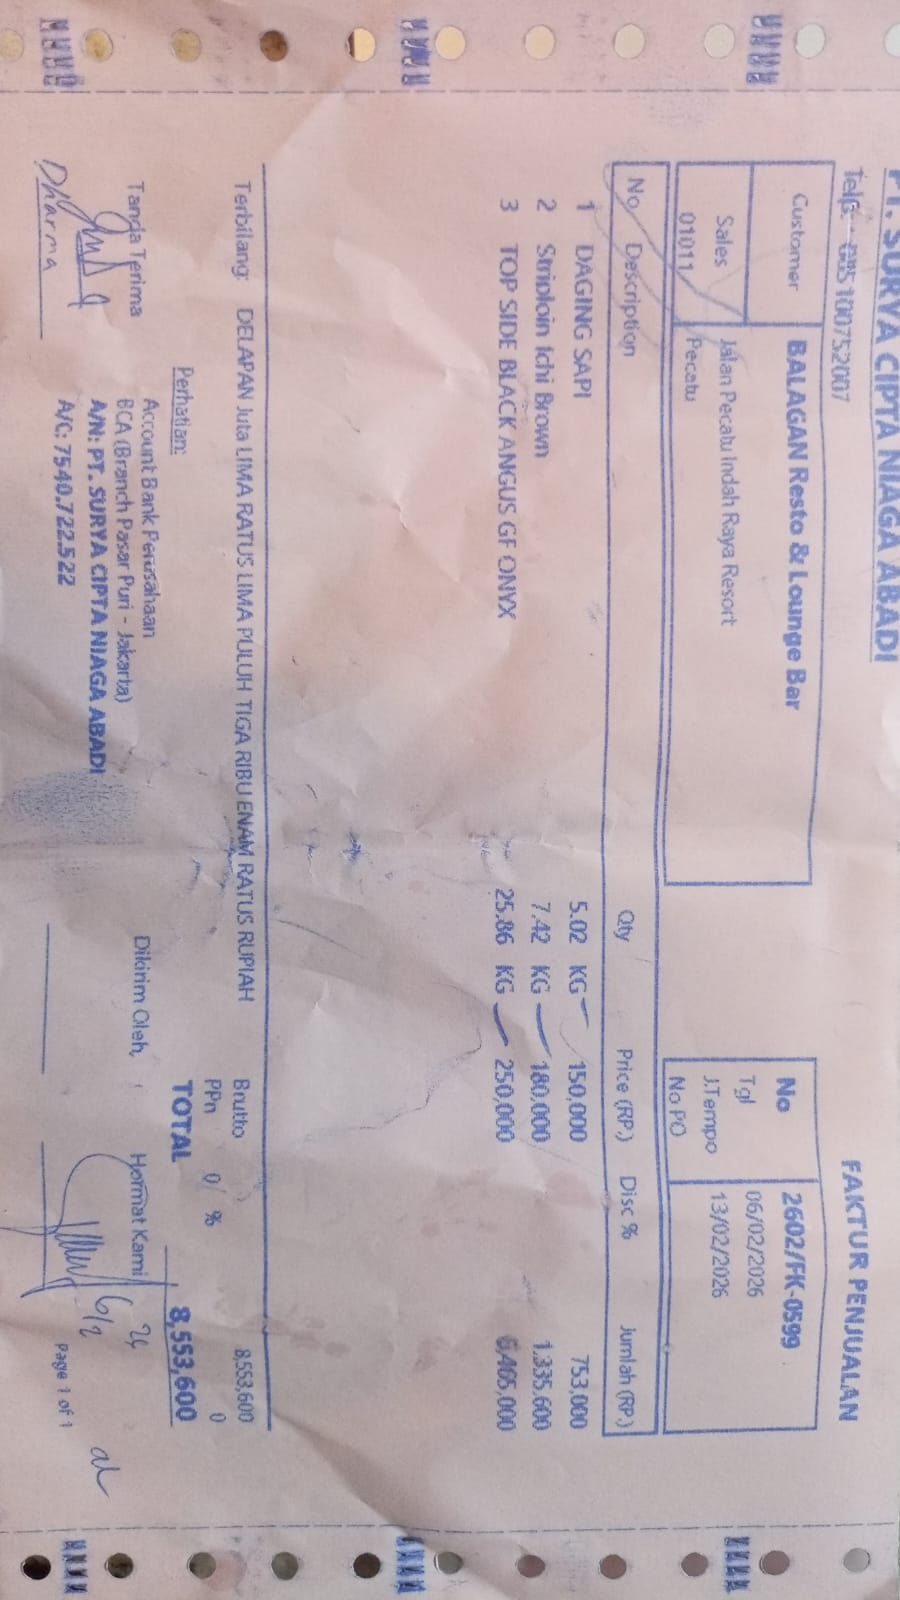 PT. SURYA CIPTA NIAGA ABADI
FAKTUR PENJUALAN
Telp. 085100752007
Customer BALAGAN Resto & Lounge Bar
No 2602/FK-0599
Tgl 06/02/2026
Sales Jalan Pecatu Indah Raya Resort
J.Tempo 13/02/2026
01011 Pecatu
No PO
No Description Qty Price (RP.) Disc % Jumlah (RP.)
1 DAGING SAPI 5.02 KG 150,000 753,000
2 Striploin Ichi Brown 7.42 KG 180,000 1,335,600
3 TOP SIDE BLACK ANGUS GF ONYX 25.86 KG 250,000 6,465,000
Terbilang: DELAPAN Juta LIMA RATUS LIMA PULUH TIGA RIBU ENAM RATUS RUPIAH
Brutto 8,553,600
PPn 0 % 0
TOTAL 8,553,600
Perhatian:
Tanda Terima
Account Bank Perusahaan
Dikirim Oleh,
Hormat Kami
BCA (Branch Pasar Puri - Jakarta)
A/N: PT. SURYA CIPTA NIAGA ABADI
6/2
A/C: 7540.722.522
Dharma
Page 1 of 1